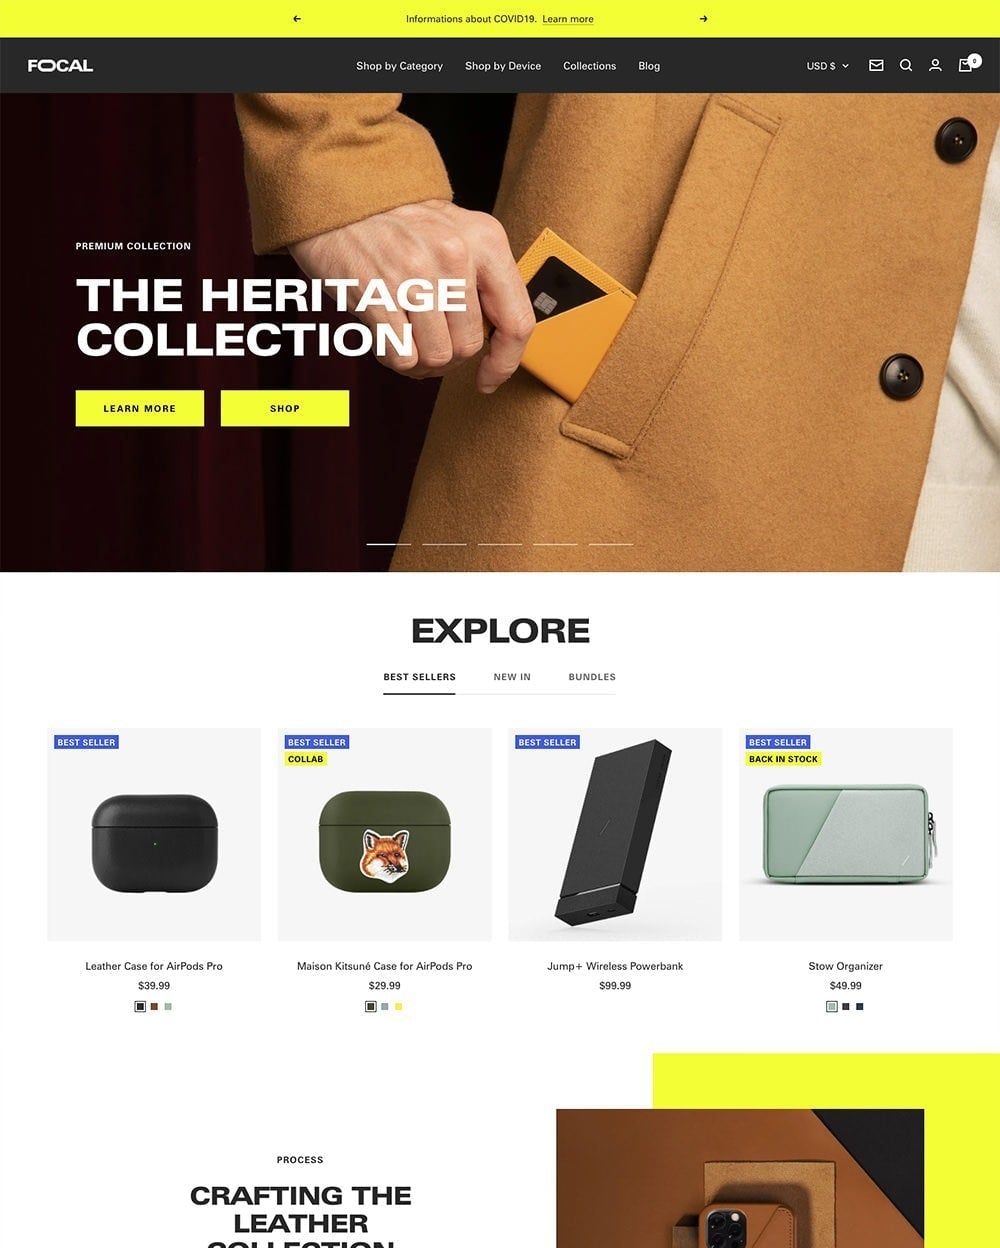 Informations about COVID19. Learn more
FOCAL
Shop by Category Shop by Device Collections Blog
USD $
0
PREMIUM COLLECTION
THE HERITAGE
COLLECTION
LEARN MORE
SHOP
EXPLORE
BEST SELLERS NEW IN BUNDLES
BEST SELLER
Leather Case for AirPods Pro
$39.99
BEST SELLER
COLLAB
Maison Kitsuné Case for AirPods Pro
$29.99
BEST SELLER
Jump+ Wireless Powerbank
$99.99
BEST SELLER
BACK IN STOCK
Stow Organizer
$49.99
PROCESS
CRAFTING THE
LEATHER
COLLECTION